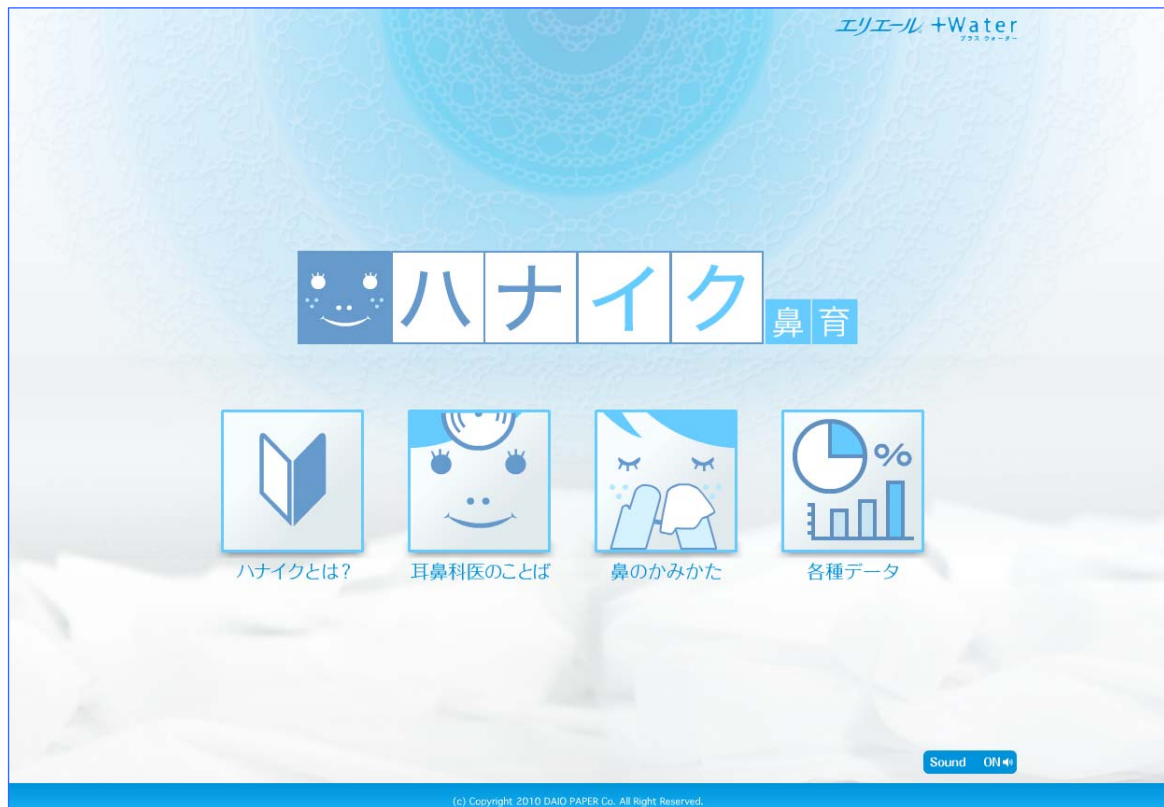 エリエール +Water
プラス ウォーター
ハナイク 鼻育
%
ハナイクとは?
耳鼻科医のことば
鼻のかみかた
各種データ
Sound ON
(c) Copyright 2010 DAIO PAPER Co. All Right Reserved.